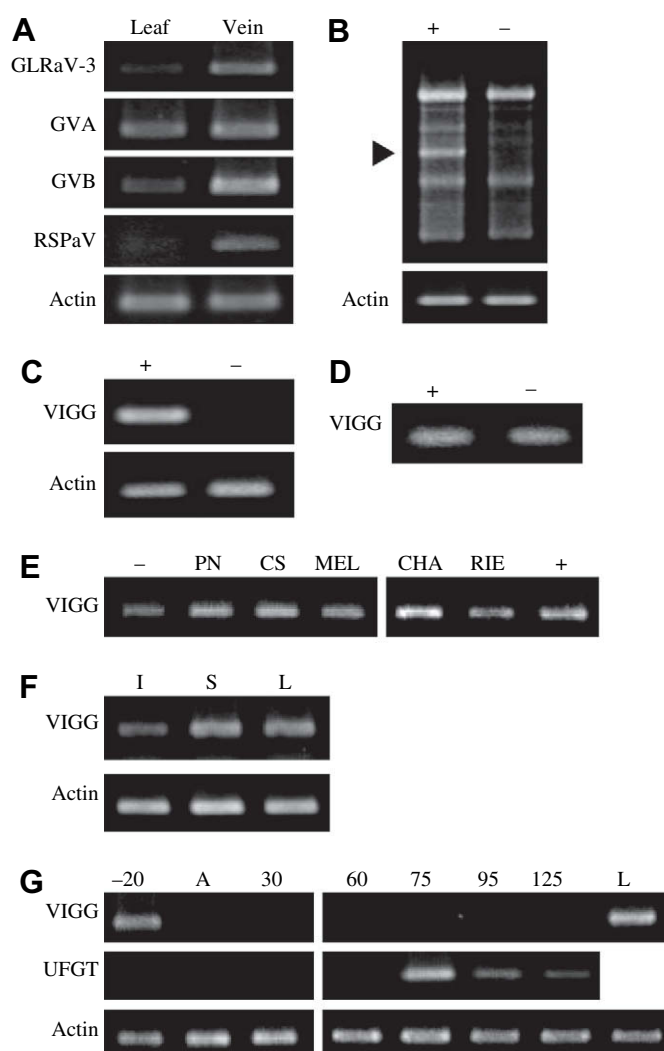 A
Leaf Vein
GLRaV-3
GVA
GVB
RSPaV
Actin
B
+ –
Actin
C
+ –
VIGG
Actin
D
+ –
VIGG
E
– PN CS MEL CHA RIE +
VIGG
F
I S L
VIGG
Actin
G
–20 A 30 60 75 95 125 L
VIGG
UFGT
Actin